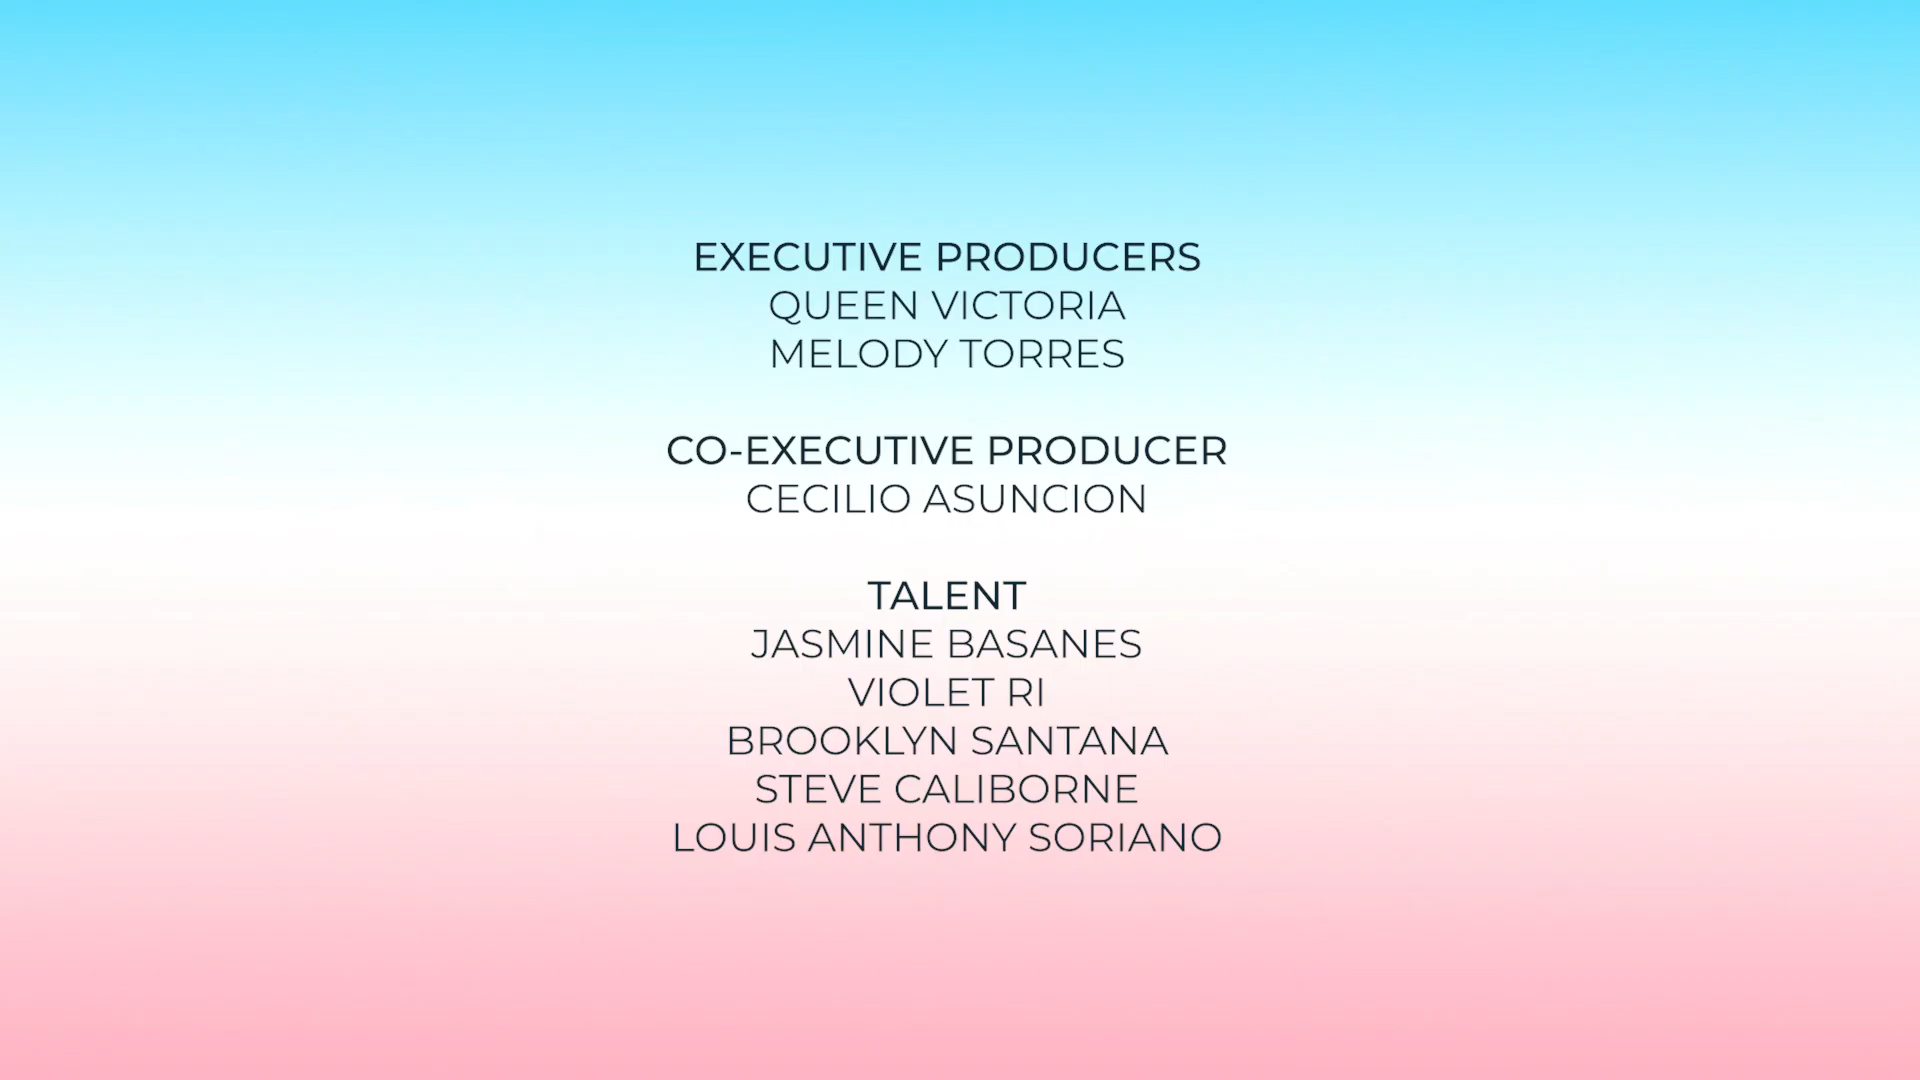 EXECUTIVE PRODUCERS
QUEEN VICTORIA
MELODY TORRES
CO-EXECUTIVE PRODUCER
CECILIO ASUNCION
TALENT
JASMINE BASANES
VIOLET RI
BROOKLYN SANTANA
STEVE CALIBORNE
LOUIS ANTHONY SORIANO